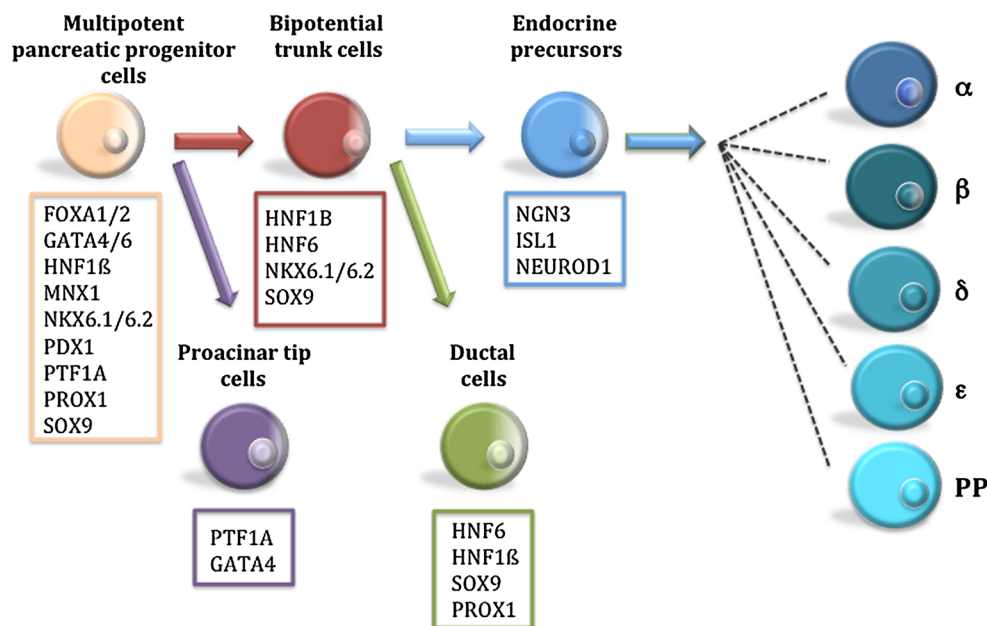 Multipotent
pancreatic progenitor
cells
FOXA1/2
GATA4/6
HNF1ß
MNX1
NKX6.1/6.2
PDX1
PTF1A
PROX1
SOX9
Bipotential
trunk cells
HNF1B
HNF6
NKX6.1/6.2
SOX9
Endocrine
precursors
NGN3
ISL1
NEUROD1
Proacinar tip
cells
PTF1A
GATA4
Ductal
cells
HNF6
HNF1ß
SOX9
PROX1
α
β
δ
ε
PP